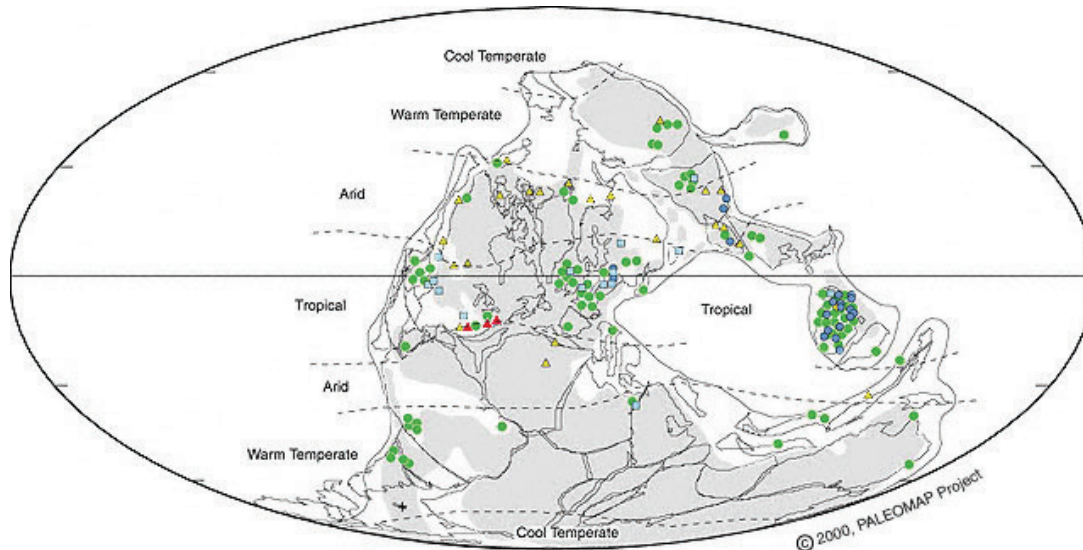 Cool Temperate
Warm Temperate
Arid
Tropical
Tropical
Arid
Warm Temperate
Cool Temperate
© 2000, PALEOMAP Project